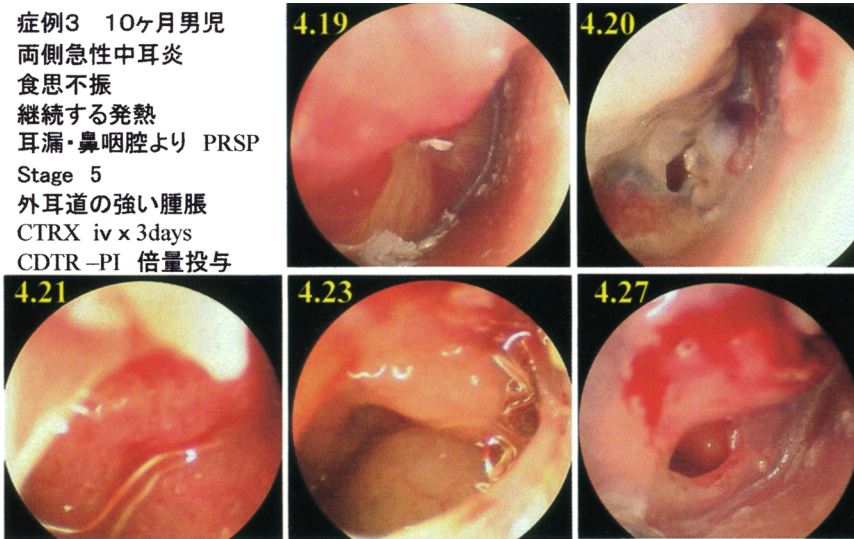 症例3 10ヶ月男児
両側急性中耳炎
食思不振
継続する発熱
耳漏・鼻咽腔より PRSP
Stage 5
外耳道の強い腫脹
CTRX iv x 3days
CDTR–PI 倍量投与
4.19
4.20
4.21
4.23
4.27